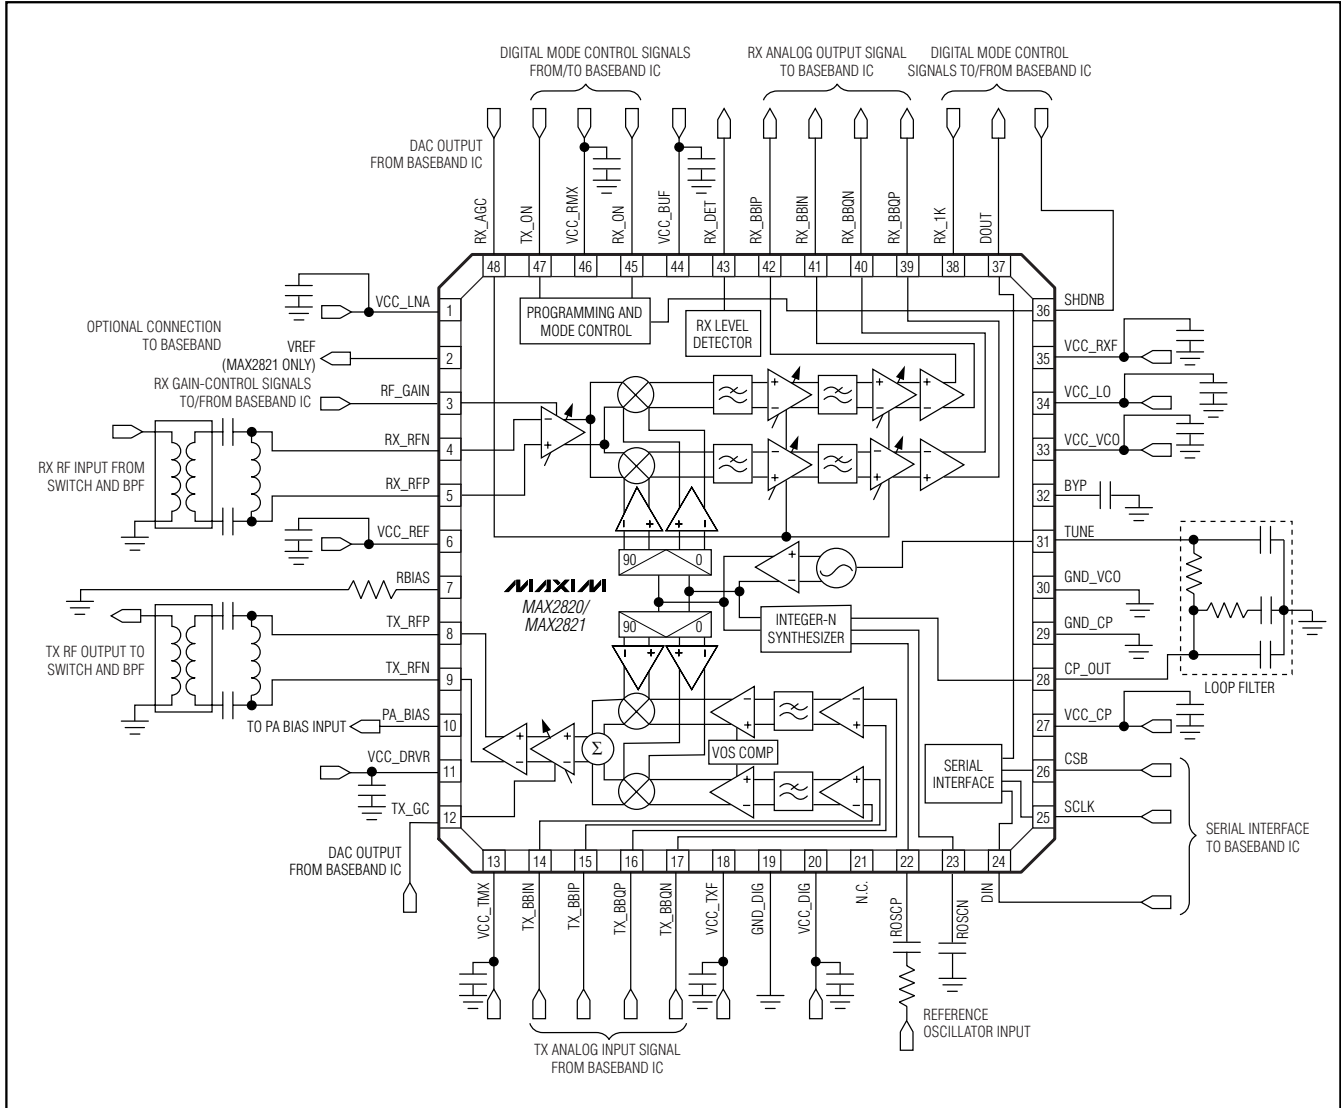 DIGITAL MODE CONTROL SIGNALS
FROM/TO BASEBAND IC
RX ANALOG OUTPUT SIGNAL
TO BASEBAND IC
DIGITAL MODE CONTROL
SIGNALS TO/FROM BASEBAND IC
DAC OUTPUT
FROM BASEBAND IC
RX_AGC
TX_ON
VCC_RMX
RX_ON
VCC_BUF
RX_DET
RX_BBIP
RX_BBIN
RX_BBQN
RX_BBQP
RX_1K
DOUT
48
47
46
45
44
43
42
41
40
39
38
37
VCC_LNA
1
OPTIONAL CONNECTION
TO BASEBAND
VREF
(MAX2821 ONLY)
2
RX GAIN-CONTROL SIGNALS
TO/FROM BASEBAND IC
RF_GAIN
3
RX_RFN
4
RX RF INPUT FROM
SWITCH AND BPF
RX_RFP
5
VCC_REF
6
RBIAS
7
TX_RFP
8
TX RF OUTPUT TO
SWITCH AND BPF
TX_RFN
9
TO PA BIAS INPUT
PA_BIAS
10
VCC_DRVR
11
TX_GC
12
DAC OUTPUT
FROM BASEBAND IC
PROGRAMMING AND
MODE CONTROL
RX LEVEL
DETECTOR
− +
+ −
+ −
− +
− +
− +
− +
− +
+ −
− + + −
90 0
MAXIM
MAX2820/
MAX2821
+ −
90 0
INTEGER-N
SYNTHESIZER
− + + −
+ −
+ −
Σ
+ −
− +
VOS COMP
+ −
+ −
SERIAL
INTERFACE
SHDNB
36
VCC_RXF
35
VCC_LO
34
VCC_VCO
33
BYP
32
TUNE
31
GND_VCO
30
GND_CP
29
CP_OUT
28
LOOP FILTER
VCC_CP
27
CSB
26
SCLK
25
SERIAL INTERFACE
TO BASEBAND IC
13
14
15
16
17
18
19
20
21
22
23
24
VCC_TMX
TX_BBIN
TX_BBIP
TX_BBQP
TX_BBQN
VCC_TXF
GND_DIG
VCC_DIG
N.C.
ROSCP
ROSCN
DIN
TX ANALOG INPUT SIGNAL
FROM BASEBAND IC
REFERENCE
OSCILLATOR INPUT